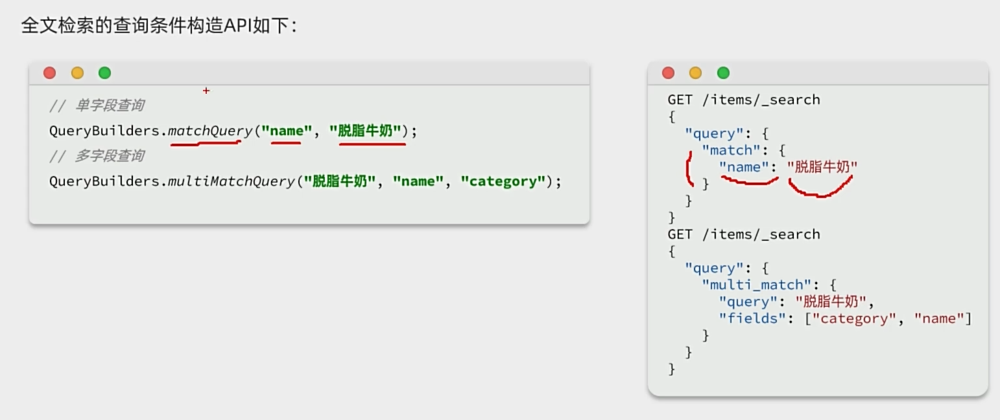 全文检索的查询条件构造API如下：
// 单字段查询
QueryBuilders.matchQuery("name", "脱脂牛奶");
// 多字段查询
QueryBuilders.multiMatchQuery("脱脂牛奶", "name", "category");
GET /items/_search
{
  "query": {
    "match": {
      "name": "脱脂牛奶"
    }
  }
}
GET /items/_search
{
  "query": {
    "multi_match": {
      "query": "脱脂牛奶",
      "fields": ["category", "name"]
    }
  }
}